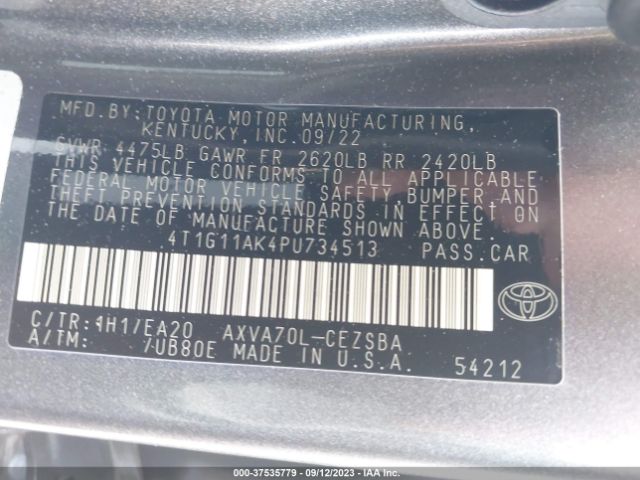 MFD.BY:TOYOTA MOTOR MANUFACTURING,
KENTUCKY,INC.09/22
GVWR 4475LB GAWR FR 2620LB RR 2420LB
THIS VEHICLE CONFORMS TO ALL APPLICABLE
FEDERAL MOTOR VEHICLE SAFETY,BUMPER,AND
THEFT PREVENTION STANDARDS IN EFFECT ON
THE DATE OF MANUFACTURE SHOWN ABOVE.
4T1G11AK4PU734513 PASS.CAR
C/TR:1H1/EA20 AXVA70L-CEZSBA
A/TM: /UB80E MADE IN U.S.A.
54212
000-37535779 - 09/12/2023 - IAA Inc.